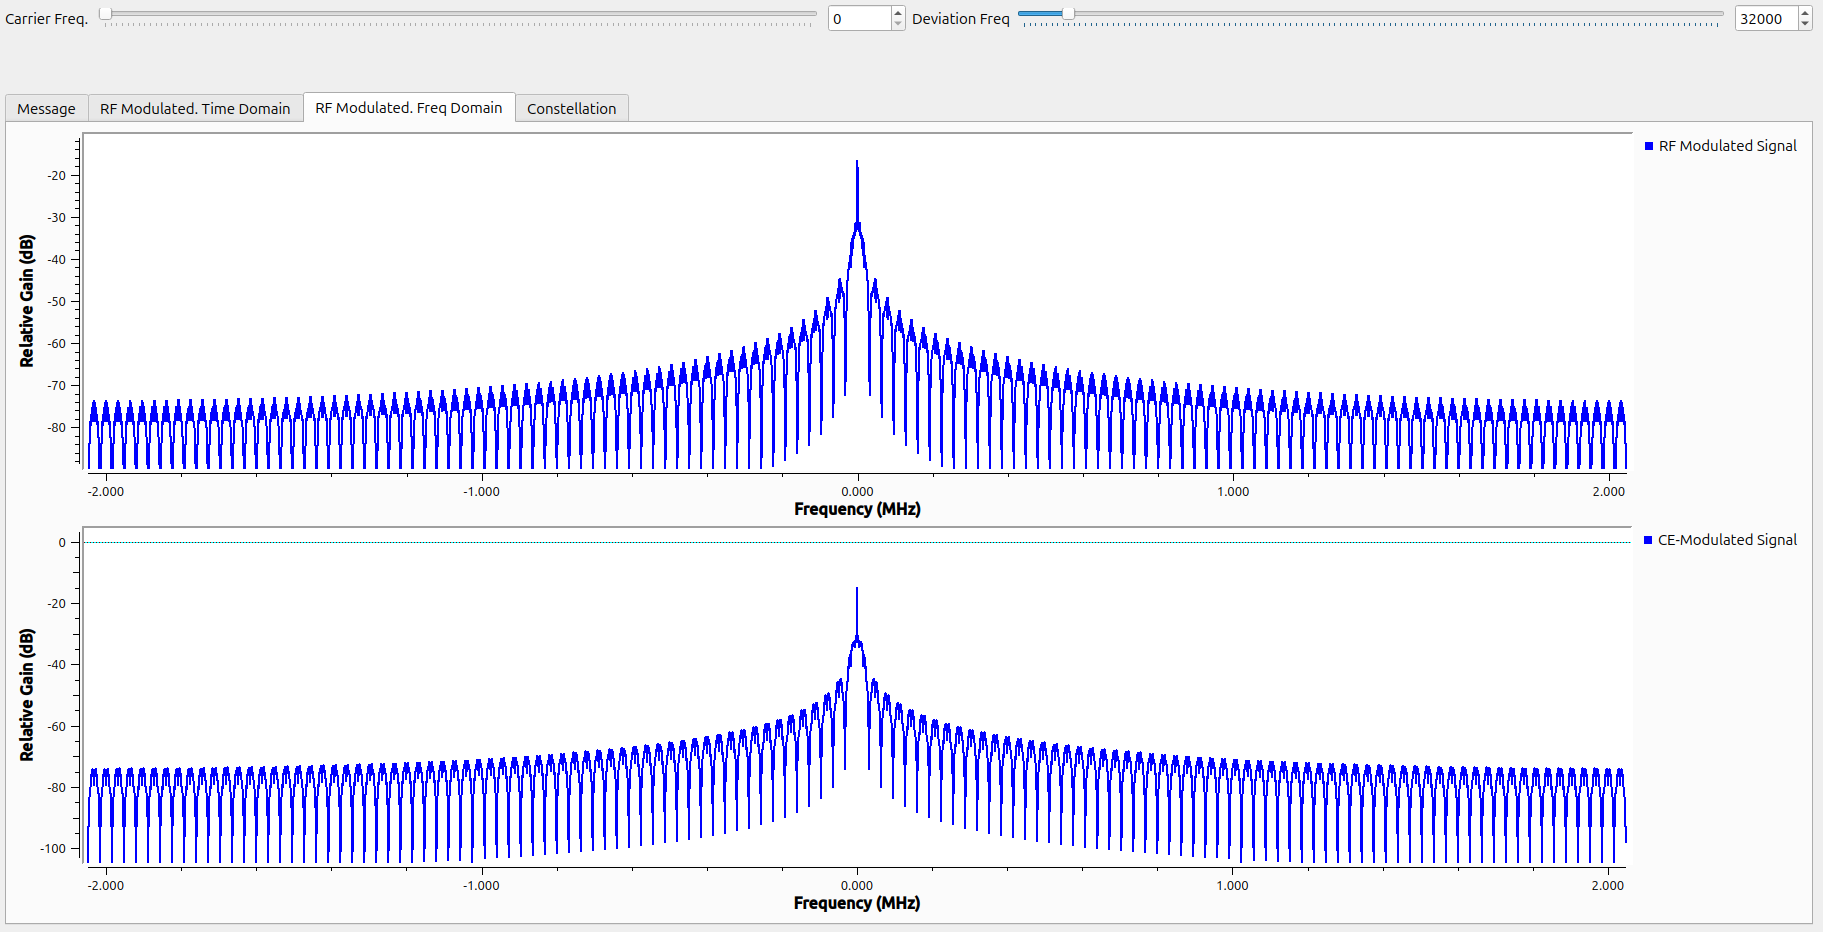 Carrier Freq. 0 Deviation Freq 32000
Message RF Modulated. Time Domain RF Modulated. Freq Domain Constellation
RF Modulated Signal
Relative Gain (dB)
-20
-30
-40
-50
-60
-70
-80
-2.000 -1.000 0.000 1.000 2.000
Frequency (MHz)
CE-Modulated Signal
Relative Gain (dB)
0
-20
-40
-60
-80
-100
-2.000 -1.000 0.000 1.000 2.000
Frequency (MHz)